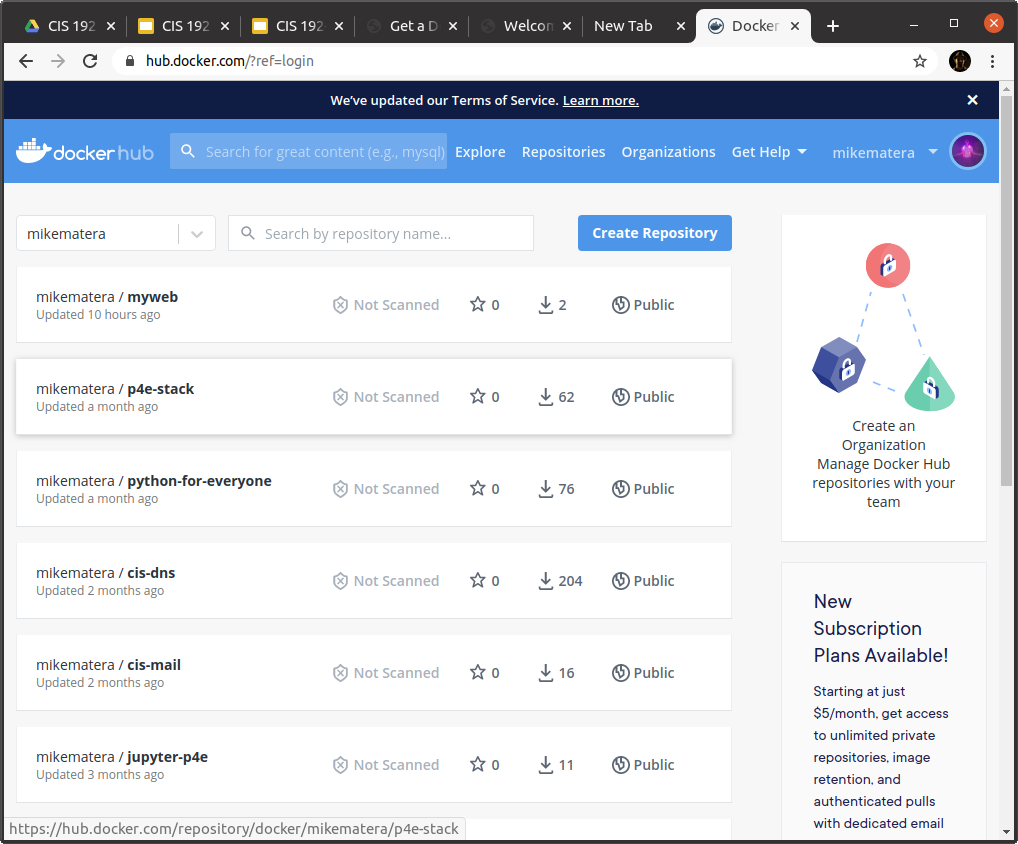 CIS 192
CIS 192
CIS 192
Get a D
Welcom
New Tab
Docker
hub.docker.com/?ref=login
We've updated our Terms of Service. Learn more.
docker hub
Search for great content (e.g., mysql)
Explore
Repositories
Organizations
Get Help
mikematera
mikematera
Search by repository name...
Create Repository
mikematera / myweb
Updated 10 hours ago
Not Scanned
0
2
Public
mikematera / p4e-stack
Updated a month ago
Not Scanned
0
62
Public
mikematera / python-for-everyone
Updated a month ago
Not Scanned
0
76
Public
mikematera / cis-dns
Updated 2 months ago
Not Scanned
0
204
Public
mikematera / cis-mail
Updated 2 months ago
Not Scanned
0
16
Public
mikematera / jupyter-p4e
Updated 3 months ago
Not Scanned
0
11
Public
Create an
Organization
Manage Docker Hub
repositories with your
team
New
Subscription
Plans Available!
Starting at just
$5/month, get access
to unlimited private
repositories, image
retention, and
authenticated pulls
with dedicated email
https://hub.docker.com/repository/docker/mikematera/p4e-stack